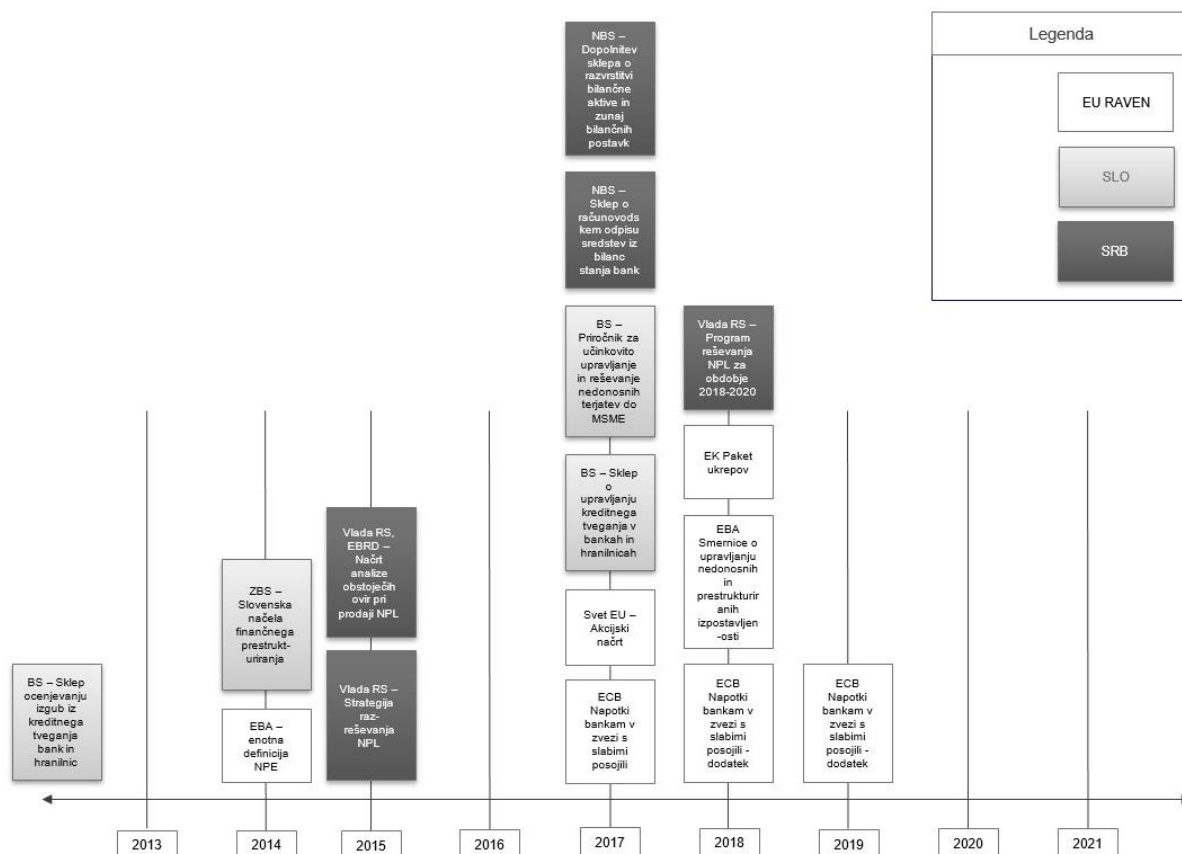 NBS –
Dopolnitev
sklepa o
razvrstitvi
bilančne
aktive in
zunaj
bilančnih
postavk
NBS –
Sklep o
računovods
kem odpisu
sredstev iz
bilanc
stanja bank
BS –
Priročnik za
učinkovito
upravljanje
in reševanje
nedonosnih
terjatev do
MSME
BS – Sklep
o
upravljanju
kreditnega
tveganja v
bankah in
hranilnicah
Svet EU –
Akcijski
načrt
ECB
Napotki
bankam v
zvezi s
slabimi
posojili
Vlada RS –
Program
reševanja
NPL za
obdobje
2018-2020
EK Paket
ukrepov
EBA
Smernice o
upravljanju
nedonosnih
in
prestrukturir
anih
izpostavljen
-osti
ECB
Napotki
bankam v
zvezi s
slabimi
posojili -
dodatek
ECB
Napotki
bankam v
zvezi s
slabimi
posojili -
dodatek
Vlada RS,
EBRD –
Načrt
analize
obstoječih
ovir pri
prodaji NPL
Vlada RS –
Strategija
raz-
reševanja
NPL
ZBS –
Slovenska
načela
finančnega
prestrukt-
uriranja
EBA –
enotna
definicija
NPE
BS – Sklep
ocenjevanju
izgub iz
kreditnega
tveganja
bank in
hranilnic
Legenda
EU RAVEN
SLO
SRB
2013
2014
2015
2016
2017
2018
2019
2020
2021